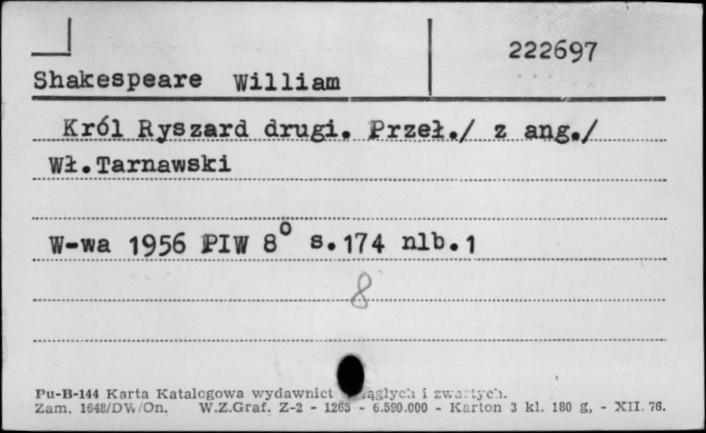 222697
Shakespeare William
Król Ryszard drugi. Przeł./ z ang./
Wł.Tarnawski
W-wa 1956 PIW 8° s.174 nlb.1
8
Pu-B-144 Karta Katalogowa wydawnict i zwartych.
Zam. 1648/DW/On. W.Z.Graf. Z-2 - 1265 - 6.590.000 - Karton 3 kl. 180 g, - XII. 76.